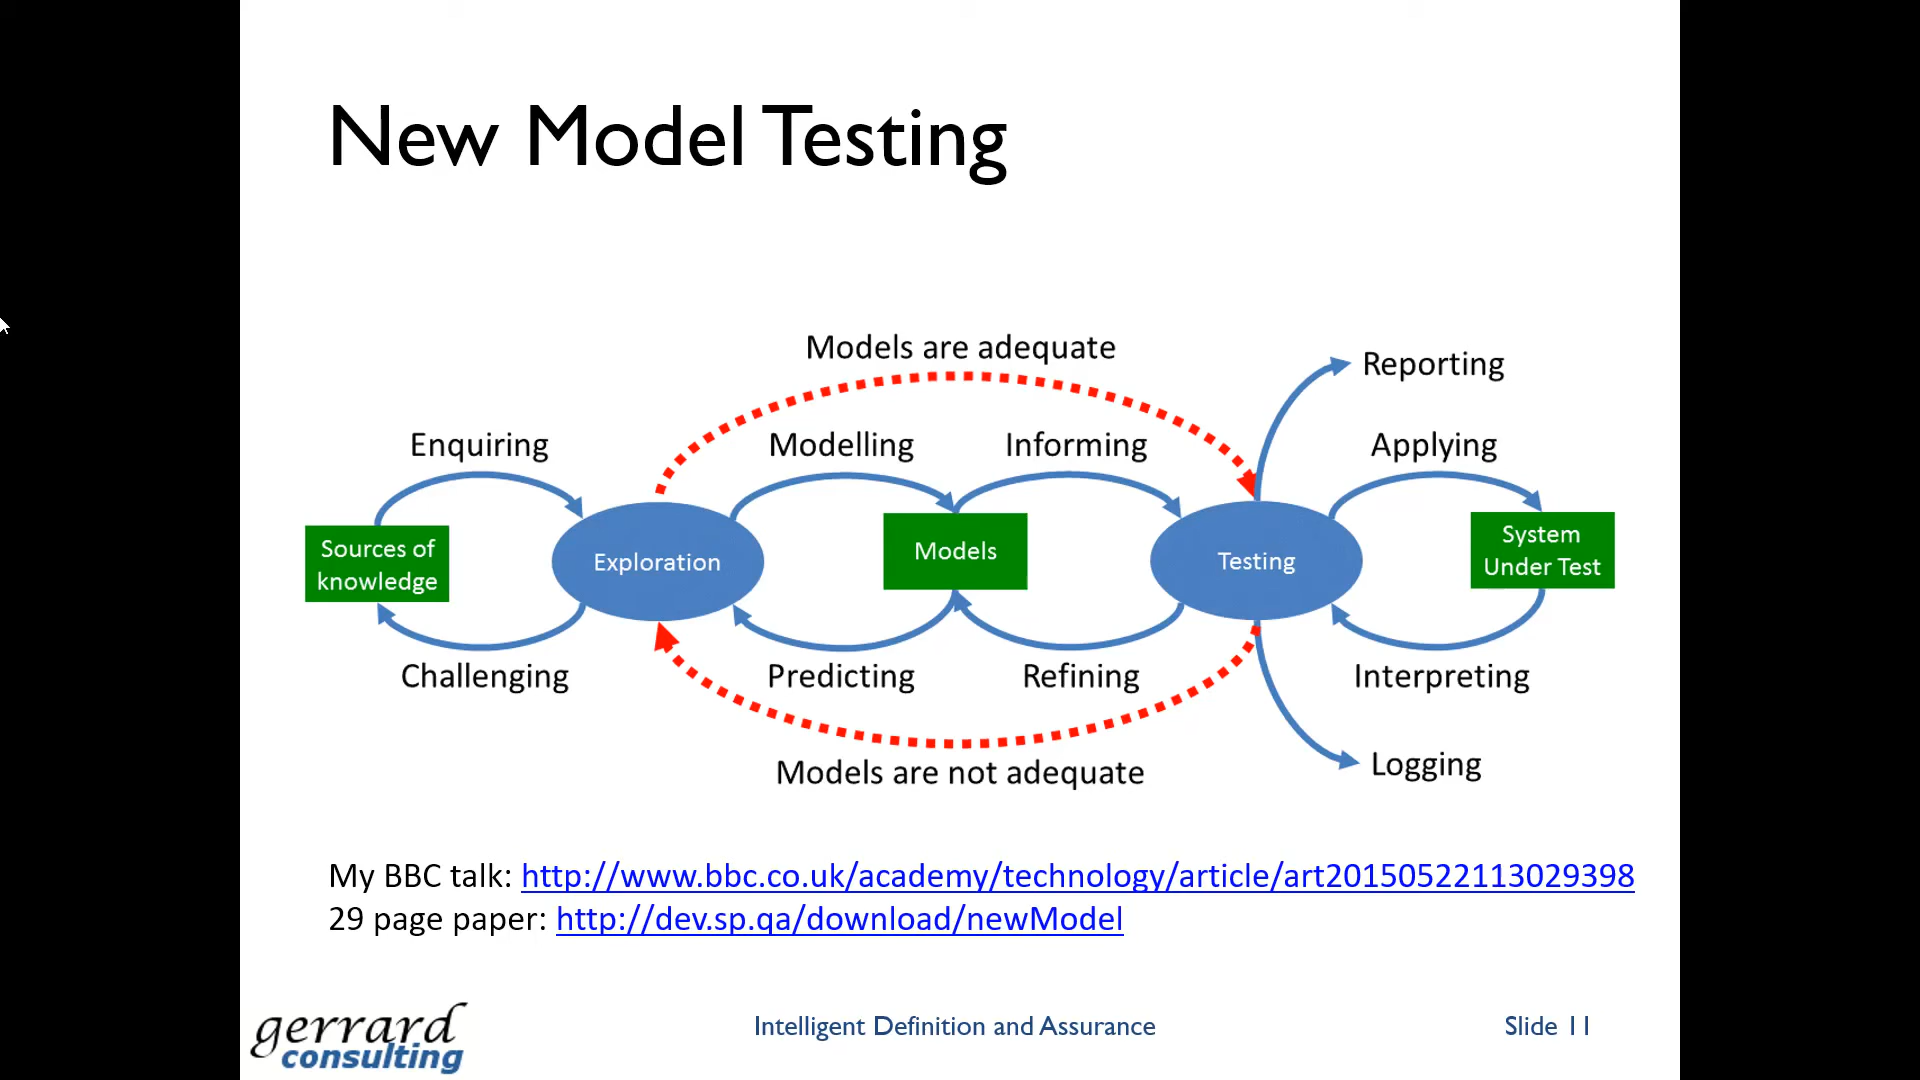 New Model Testing
Models are adequate
Reporting
Enquiring
Modelling
Informing
Applying
Sources of
knowledge
Exploration
Models
Testing
System
Under Test
Challenging
Predicting
Refining
Interpreting
Models are not adequate
Logging
My BBC talk: http://www.bbc.co.uk/academy/technology/article/art20150522113029398
29 page paper: http://dev.sp.qa/download/newModel
gerrard
consulting
Intelligent Definition and Assurance
Slide 11